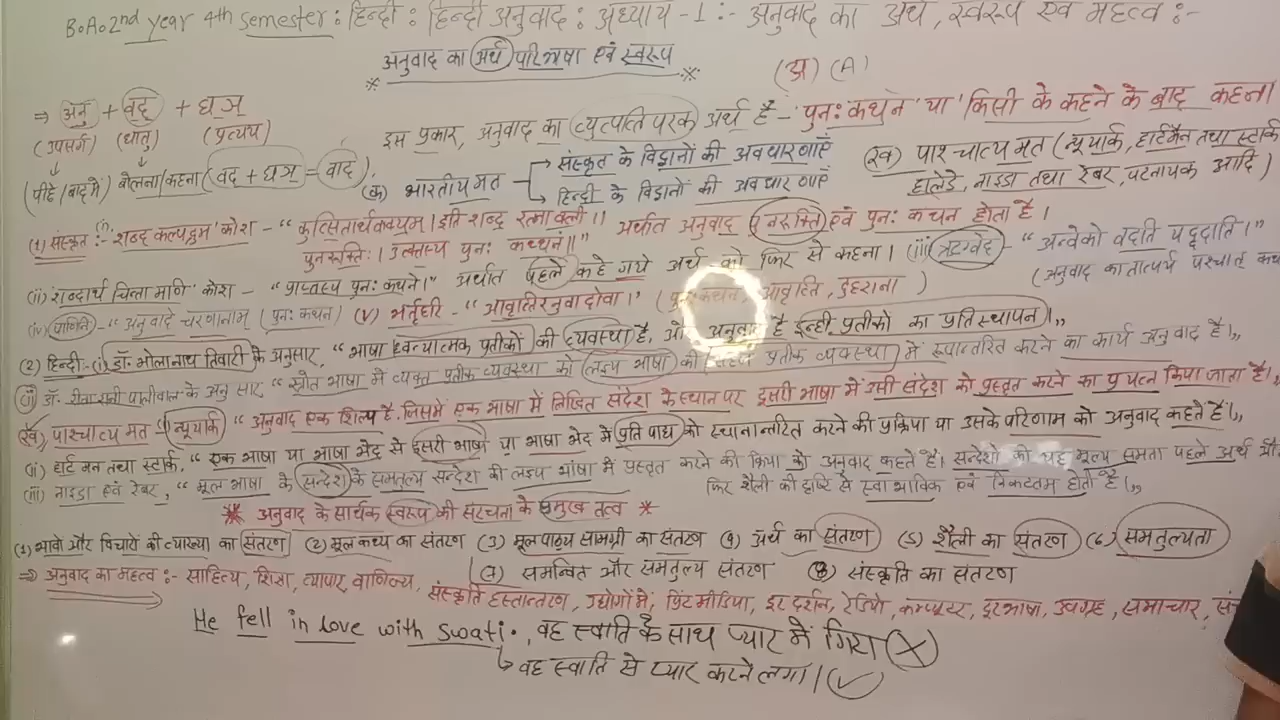 B.A. 2nd year 4th semester : हिन्दी : हिन्दी अनुवाद : अध्याय -1 :- अनुवाद का अर्थ, स्वरूप एवं महत्व :-
अनुवाद का अर्थ परिभाषा एवं स्वरूप
(अ) (A)
⇒ अनु + वद् + घञ्
(उपसर्ग) (धातु) (प्रत्यय)
(पीछे/बाद में) बोलना/कहना (वद + घञ् = वाद)
इस प्रकार, अनुवाद का व्युत्पत्तिपरक अर्थ है - 'पुनः कथन' या 'किसी के कहने के बाद कहना
(क) भारतीय मत
संस्कृत के विद्वानों की अवधारणाएं
हिन्दी के विद्वानों की अवधारणाएं
(ख) पाश्चात्य मत (न्यूयार्क, हार्टमैन तथा स्टार्क
हालेडे, नाइडा तथा रेबर, पटनायक आदि)
(1) संस्कृत :- (i) शब्द कल्पद्रुम कोश - " इति शब्द रत्नावली।। अर्थात अनुवाद (पुनरुक्ति) एवं पुनः कथन होता है।
पुनरुक्तिः। उक्तस्य पुनः कथनं॥"
(ii) शब्दार्थ चिंतामणि कोश - "प्राप्तस्य पुनः कथने।" अर्थात पहले कहे गये अर्थ को फिर से कहना। (iii) ऋग्वेद - "अन्वेको वदति यद्ददाति।"
(अनुवाद का तात्पर्य पश्चात् कथ
(iv) पाणिनि - "अनुवादे चरणानाम् (पुनः कथन) (v) भर्तृहरि - "आवृत्तिरनुवादोवा।" (पुनः कथन, आवृत्ति, दुहराना)
(2) हिन्दी:- (i) डॉ. भोलानाथ तिवारी के अनुसार, "भाषा ध्वन्यात्मक प्रतीकों की व्यवस्था है, और अनुवाद है इन्ही प्रतीकों का प्रतिस्थापन।"
(ii) डॉ. रीतारानी पालीवाल के अनुसार "स्रोत भाषा में व्यक्त प्रतीक व्यवस्था को लक्ष्य भाषा की सहज प्रतीक व्यवस्था में रूपान्तरित करने का कार्य अनुवाद है।"
(ख) पाश्चात्य मत - (i) न्यूयार्क "अनुवाद एक शिल्प है, जिसमें एक भाषा में लिखित संदेश के स्थान पर दूसरी भाषा में उसी संदेश को प्रस्तुत करने का प्रयत्न किया जाता है।"
(ii) हार्ट मन तथा स्टार्क, "एक भाषा या भाषा भेद से दूसरी भाषा या भाषा भेद में प्रति पाद्य को स्थानान्तरित करने की प्रक्रिया या उसके परिणाम को अनुवाद कहते हैं।"
(iii) नाइडा एवं रेबर, "मूल भाषा के सन्देश के समतुल्य सन्देश को लक्ष्य भाषा में प्रस्तुत करने की क्रिया को अनुवाद कहते हैं। सन्देशों की यह मूल्य समता पहले अर्थ और
फिर शैली की दृष्टि से स्वाभाविक एवं निकटतम होती है।"
* अनुवाद के सार्थक स्वरूप की संरचना के प्रमुख तत्व *
(1) भावों और विचारों की व्याख्या का संतरण (2) मूल कथ्य का संतरण (3) मूल पाठ्य सामग्री का संतरण (4) अर्थ का संतरण (5) शैली का संतरण (6) समतुल्यता
(7) समन्वित और समतुल्य संतरण (8) संस्कृति का संतरण
⇒ अनुवाद का महत्व :- साहित्य, शिक्षा, व्यापार, वाणिज्य, संस्कृति हस्तान्तरण, उद्योगों में, प्रिंट मीडिया, दूरदर्शन, रेडियो, कम्प्यूटर, दूरभाषा, उपग्रह, समाचार,
He fell in love with Swati., वह स्वाति के साथ प्यार में गिरा (X)
वह स्वाति से प्यार करने लगा। (✓)